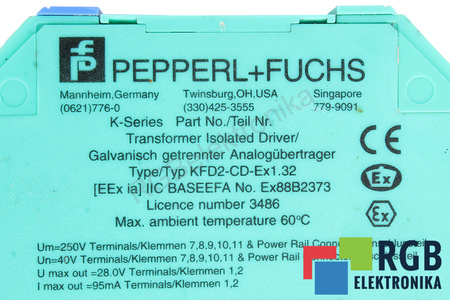 PEPPERL+FUCHS
Mannheim,Germany Twinsburg,OH,USA Singapore
(0621)776-0 (330)425-3555 779-9091
K-Series Part No./Teil Nr.
Transformer Isolated Driver/
Galvanisch getrennter Analogübertrager
Type/Typ KFD2-CD-Ex1.32
[EEx ia] IIC BASEEFA No. Ex88B2373
Licence number 3486
Max. ambient temperature 60°C
CE
Ex
Ex
Um=250V Terminals/Klemmen 7,8,9,10,11 & Power Rail
Un=40V Terminals/Klemmen 7,8,9,10,11 & Power Rail
U max out =28.0V Terminals/Klemmen 1,2
I max out =95mA Terminals/Klemmen 1,2
RGB
ELEKTRONIKA